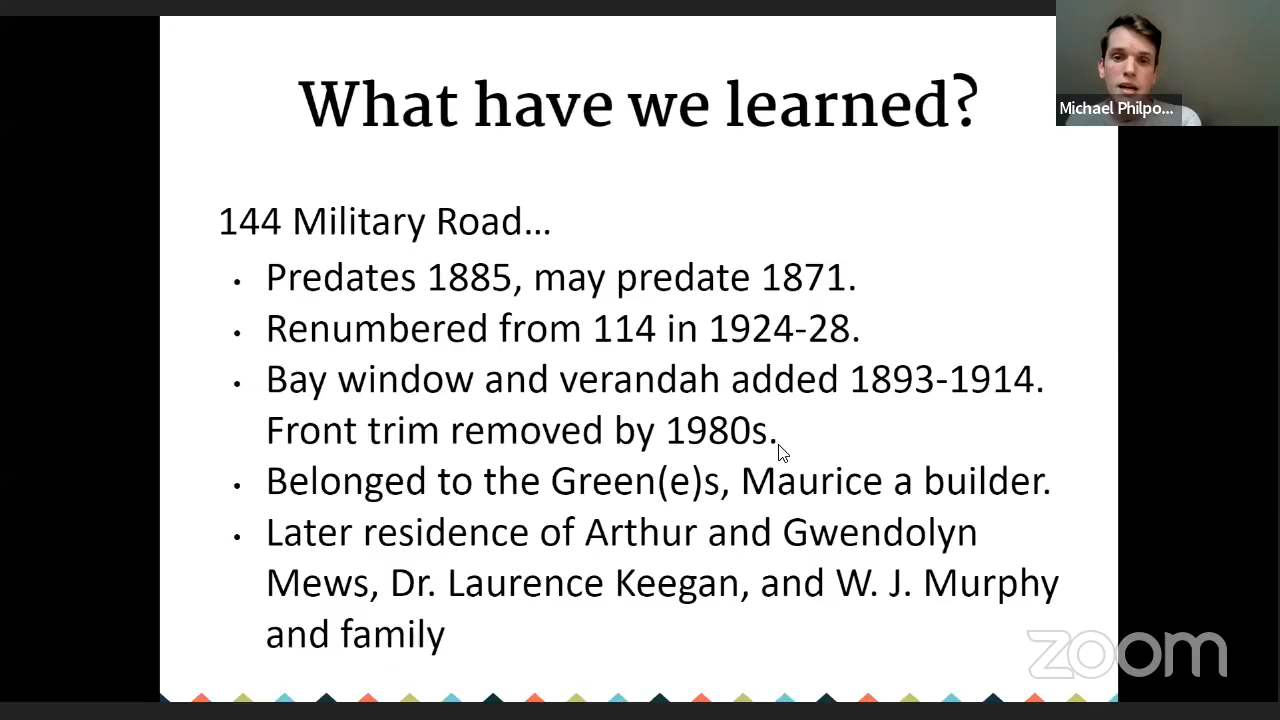 What have we learned?
Michael Philpo...
144 Military Road...
• Predates 1885, may predate 1871.
• Renumbered from 114 in 1924-28.
• Bay window and verandah added 1893-1914.
Front trim removed by 1980s.
• Belonged to the Green(e)s, Maurice a builder.
• Later residence of Arthur and Gwendolyn
Mews, Dr. Laurence Keegan, and W. J. Murphy
and family
zoom